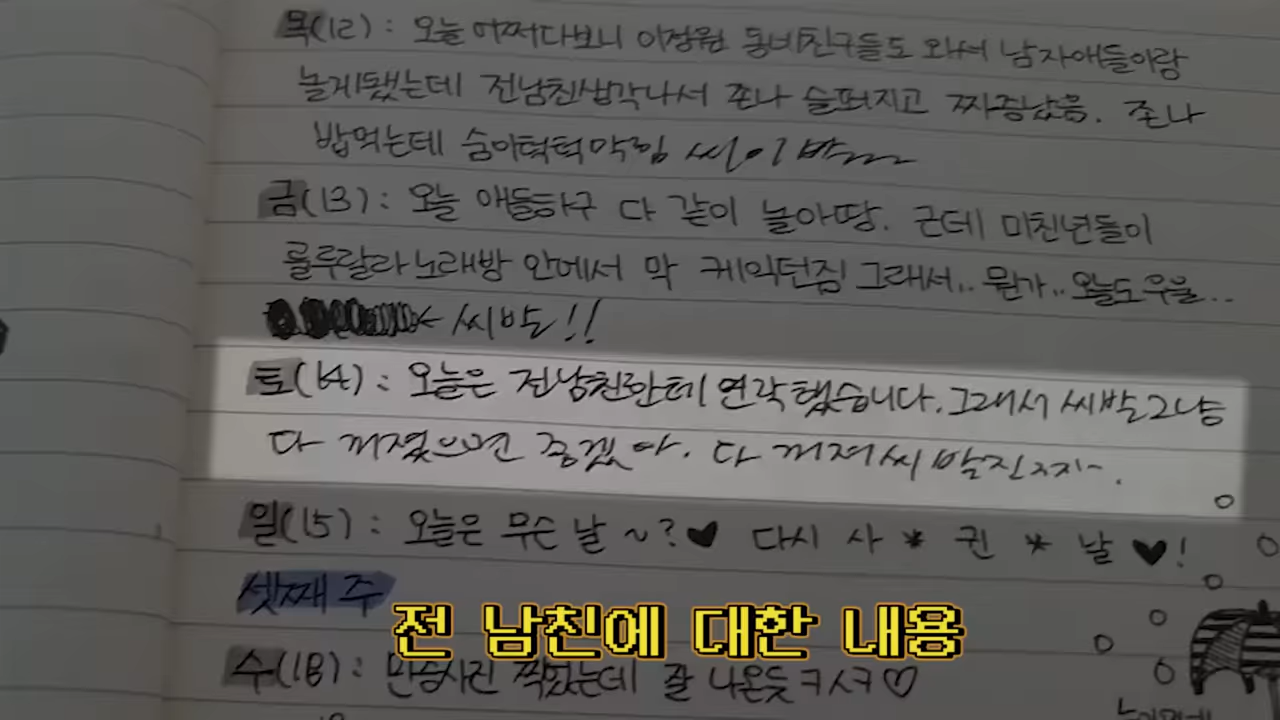 목(12) : 오늘 어쩌다보니 이정원 동네친구들도 와서 남자애들이랑
놀게됐는데 전남친생각나서 존나 슬퍼지고 짜증났음. 존나
밥먹는데 숨이턱턱막힘 씨이발
금(13) : 오늘 애들하구 다 같이 놀아땅. 근데 미친년들이
룰루랄라노래방 안에서 막 케익던짐 그래서.. 뭔가.. 오늘도우울...
씨발!!
토(14) : 오늘은 전남친한테 연락했습니다. 그래서 씨발그냥
다 꺼졌으면 좋겠아. 다 꺼져씨발진짜~.
일(15) : 오늘은 무슨 날 ~?♥ 다시 사 * 귄 * 날 ♥!
셋째 주
전 남친에 대한 내용
수(18) : 민증사진 찍었는데 잘 나온듯ㅋㅅㅋ♡